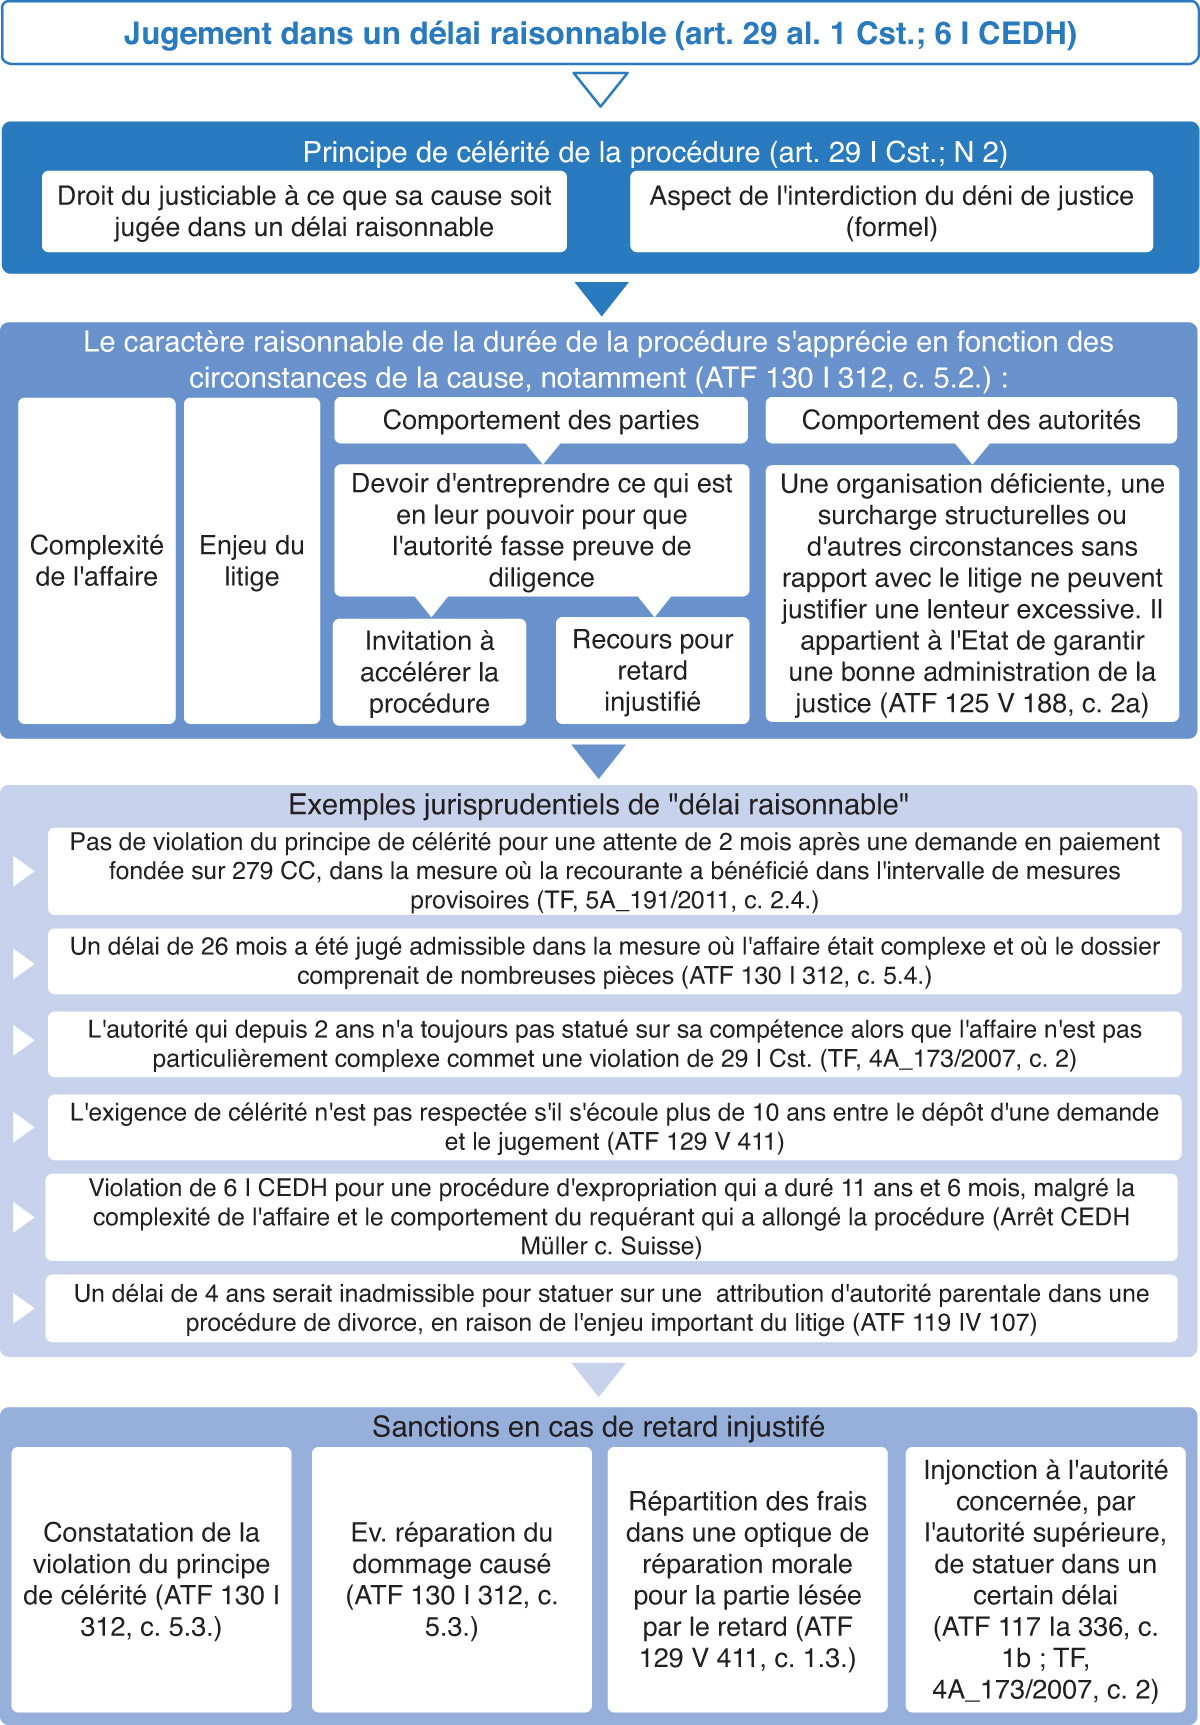 Jugement dans un délai raisonnable (art. 29 al. 1 Cst.; 6 I CEDH)
Principe de célérité de la procédure (art. 29 I Cst.; N 2)
Droit du justiciable à ce que sa cause soit
jugée dans un délai raisonnable
Aspect de l'interdiction du déni de justice
(formel)
Le caractère raisonnable de la durée de la procédure s'apprécie en fonction des
circonstances de la cause, notamment (ATF 130 I 312, c. 5.2.) :
Complexité
de l'affaire
Enjeu du
litige
Comportement des parties
Devoir d'entreprendre ce qui est
en leur pouvoir pour que
l'autorité fasse preuve de
diligence
Invitation à
accélérer la
procédure
Recours pour
retard
injustifié
Comportement des autorités
Une organisation déficiente, une
surcharge structurelles ou
d'autres circonstances sans
rapport avec le litige ne peuvent
justifier une lenteur excessive. Il
appartient à l'Etat de garantir
une bonne administration de la
justice (ATF 125 V 188, c. 2a)
Exemples jurisprudentiels de "délai raisonnable"
Pas de violation du principe de célérité pour une attente de 2 mois après une demande en paiement
fondée sur 279 CC, dans la mesure où la recourante a bénéficié dans l'intervalle de mesures
provisoires (TF, 5A_191/2011, c. 2.4.)
Un délai de 26 mois a été jugé admissible dans la mesure où l'affaire était complexe et où le dossier
comprenait de nombreuses pièces (ATF 130 I 312, c. 5.4.)
L'autorité qui depuis 2 ans n'a toujours pas statué sur sa compétence alors que l'affaire n'est pas
particulièrement complexe commet une violation de 29 I Cst. (TF, 4A_173/2007, c. 2)
L'exigence de célérité n'est pas respectée s'il s'écoule plus de 10 ans entre le dépôt d'une demande
et le jugement (ATF 129 V 411)
Violation de 6 I CEDH pour une procédure d'expropriation qui a duré 11 ans et 6 mois, malgré la
complexité de l'affaire et le comportement du requérant qui a allongé la procédure (Arrêt CEDH
Müller c. Suisse)
Un délai de 4 ans serait inadmissible pour statuer sur une  attribution d'autorité parentale dans une
procédure de divorce, en raison de l'enjeu important du litige (ATF 119 IV 107)
Sanctions en cas de retard injustifé
Constatation de la
violation du principe
de célérité (ATF 130 I
312, c. 5.3.)
Ev. réparation du
dommage causé
(ATF 130 I 312, c.
5.3.)
Répartition des frais
dans une optique de
réparation morale
pour la partie lésée
par le retard (ATF
129 V 411, c. 1.3.)
Injonction à l'autorité
concernée, par
l'autorité supérieure,
de statuer dans un
certain délai
(ATF 117 Ia 336, c.
1b ; TF,
4A_173/2007, c. 2)